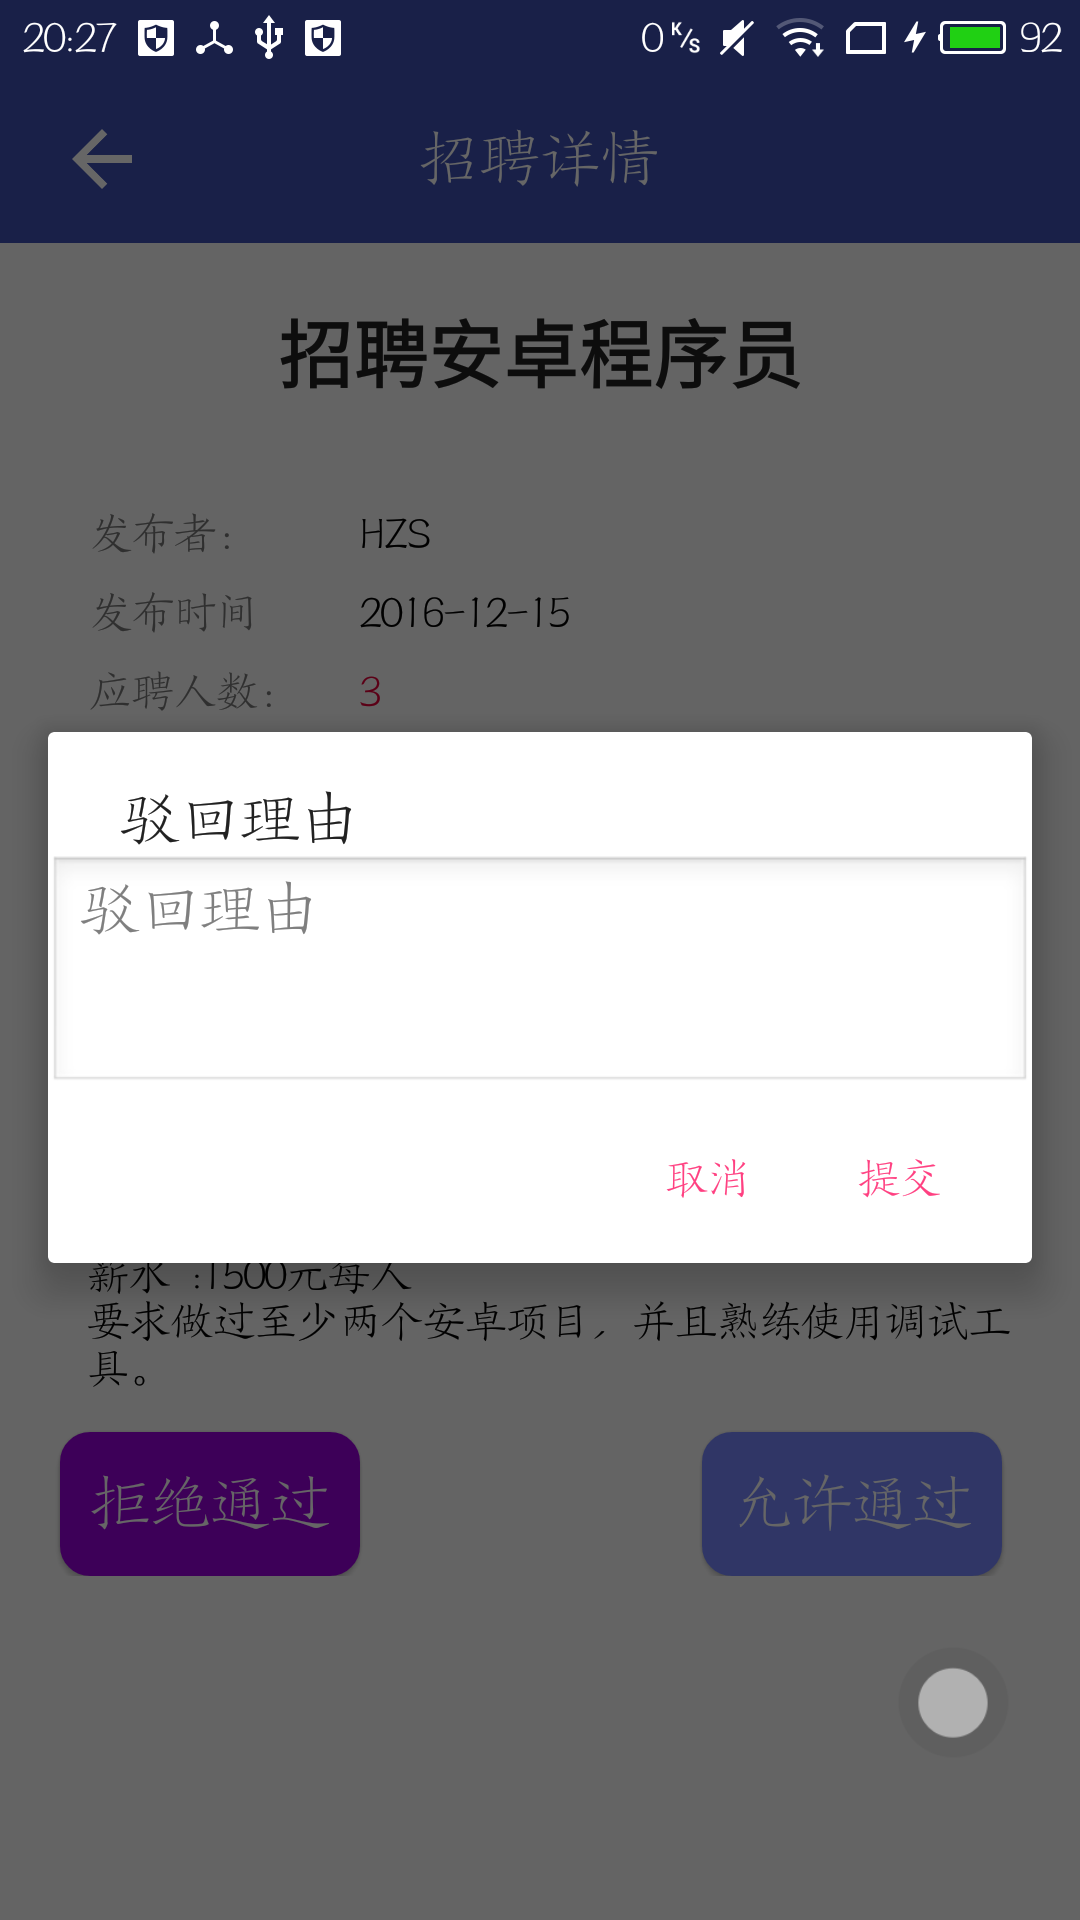 20:27 0 K/s 92
招聘详情
招聘安卓程序员
发布者： HZS
发布时间 2016-12-15
应聘人数： 3
驳回理由
驳回理由
取消 提交
薪水 :1500元每人
要求做过至少两个安卓项目，并且熟练使用调试工
具。
拒绝通过 允许通过